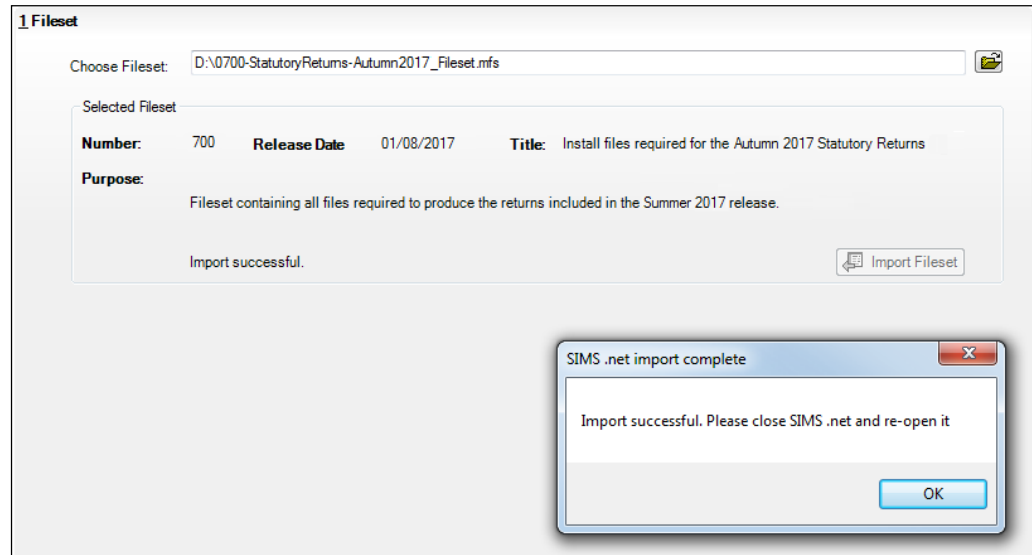 1 Fileset
Choose Fileset: D:\0700-StatutoryReturns-Autumn2017_Fileset.mfs
Selected Fileset
Number: 700 Release Date 01/08/2017 Title: Install files required for the Autumn 2017 Statutory Returns
Purpose:
Fileset containing all files required to produce the returns included in the Summer 2017 release.
Import successful. Import Fileset
SIMS .net import complete
Import successful. Please close SIMS .net and re-open it
OK